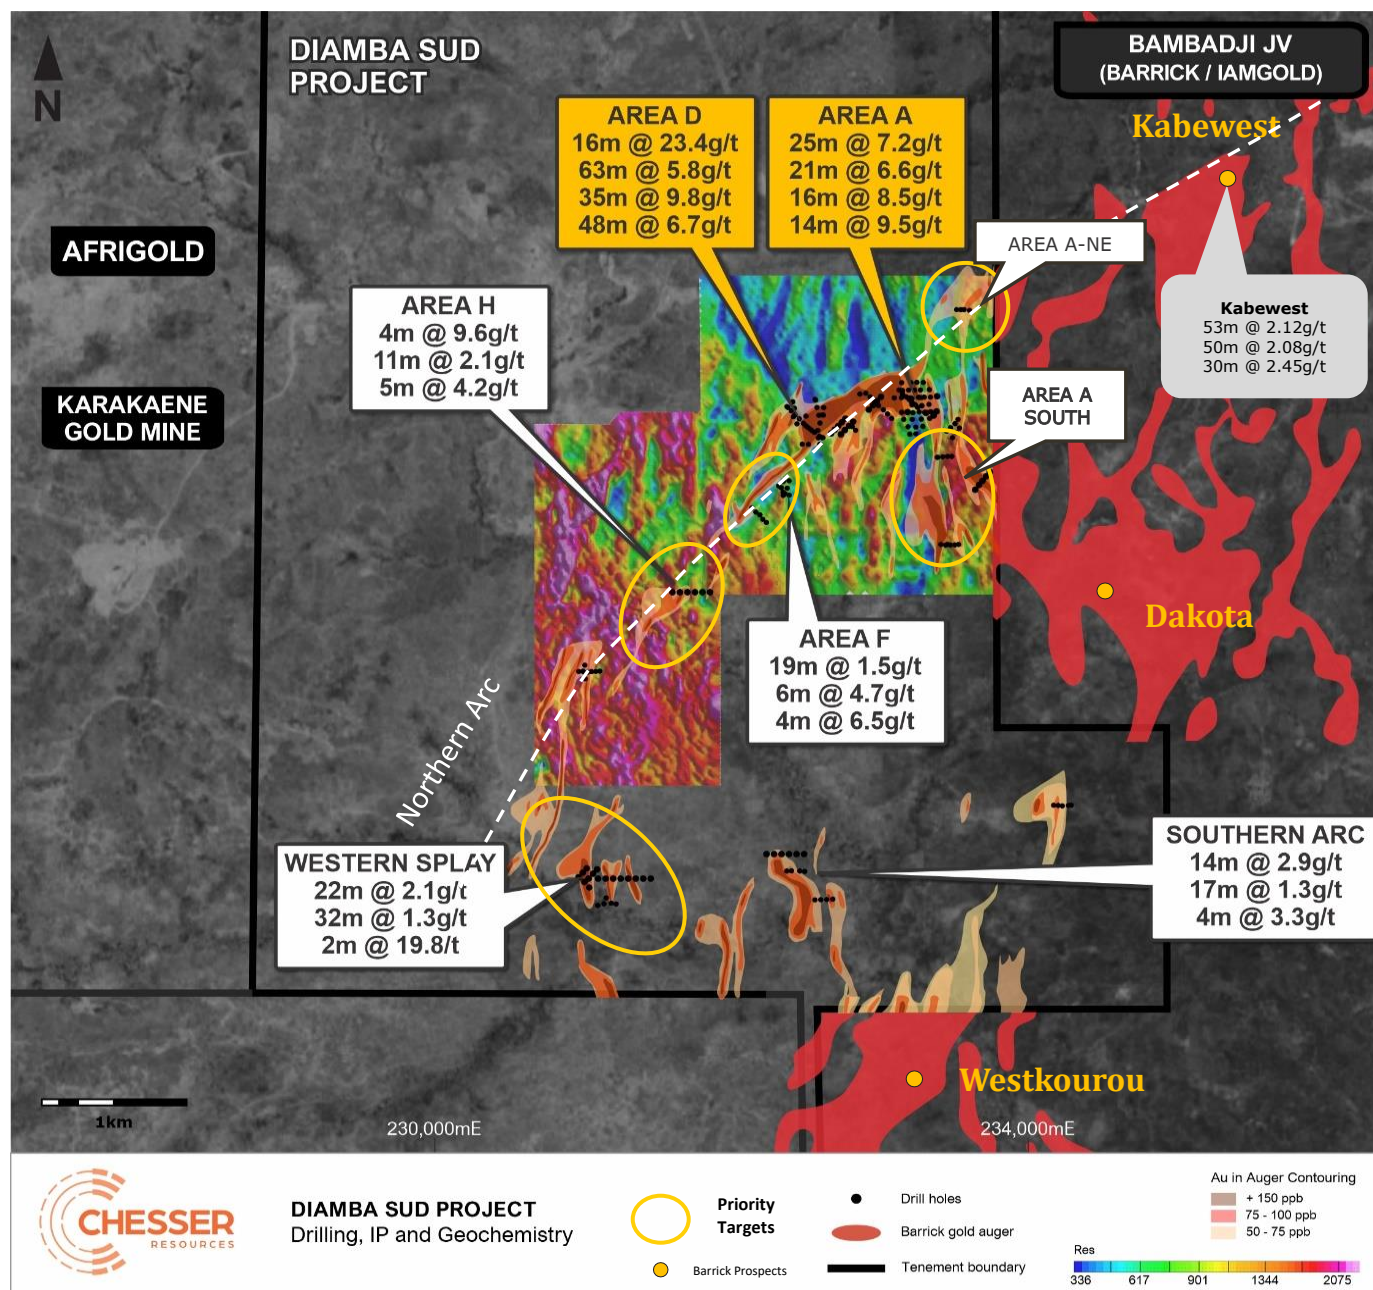 N
DIAMBA SUD
PROJECT
BAMBADJI JV
(BARRICK / IAMGOLD)
Kabewest
AREA D
16m @ 23.4g/t
63m @ 5.8g/t
35m @ 9.8g/t
48m @ 6.7g/t
AREA A
25m @ 7.2g/t
21m @ 6.6g/t
16m @ 8.5g/t
14m @ 9.5g/t
AREA A-NE
AFRIGOLD
AREA H
4m @ 9.6g/t
11m @ 2.1g/t
5m @ 4.2g/t
Kabewest
53m @ 2.12g/t
50m @ 2.08g/t
30m @ 2.45g/t
KARAKAENE
GOLD MINE
AREA A
SOUTH
Dakota
AREA F
19m @ 1.5g/t
6m @ 4.7g/t
4m @ 6.5g/t
Northern Arc
WESTERN SPLAY
22m @ 2.1g/t
32m @ 1.3g/t
2m @ 19.8/t
SOUTHERN ARC
14m @ 2.9g/t
17m @ 1.3g/t
4m @ 3.3g/t
Westkourou
1km
230,000mE
234,000mE
CHESSER
RESOURCES
DIAMBA SUD PROJECT
Drilling, IP and Geochemistry
Priority
Targets
Barrick Prospects
Drill holes
Barrick gold auger
Tenement boundary
Au in Auger Contouring
+ 150 ppb
75 - 100 ppb
50 - 75 ppb
Res
336 617 901 1344 2075